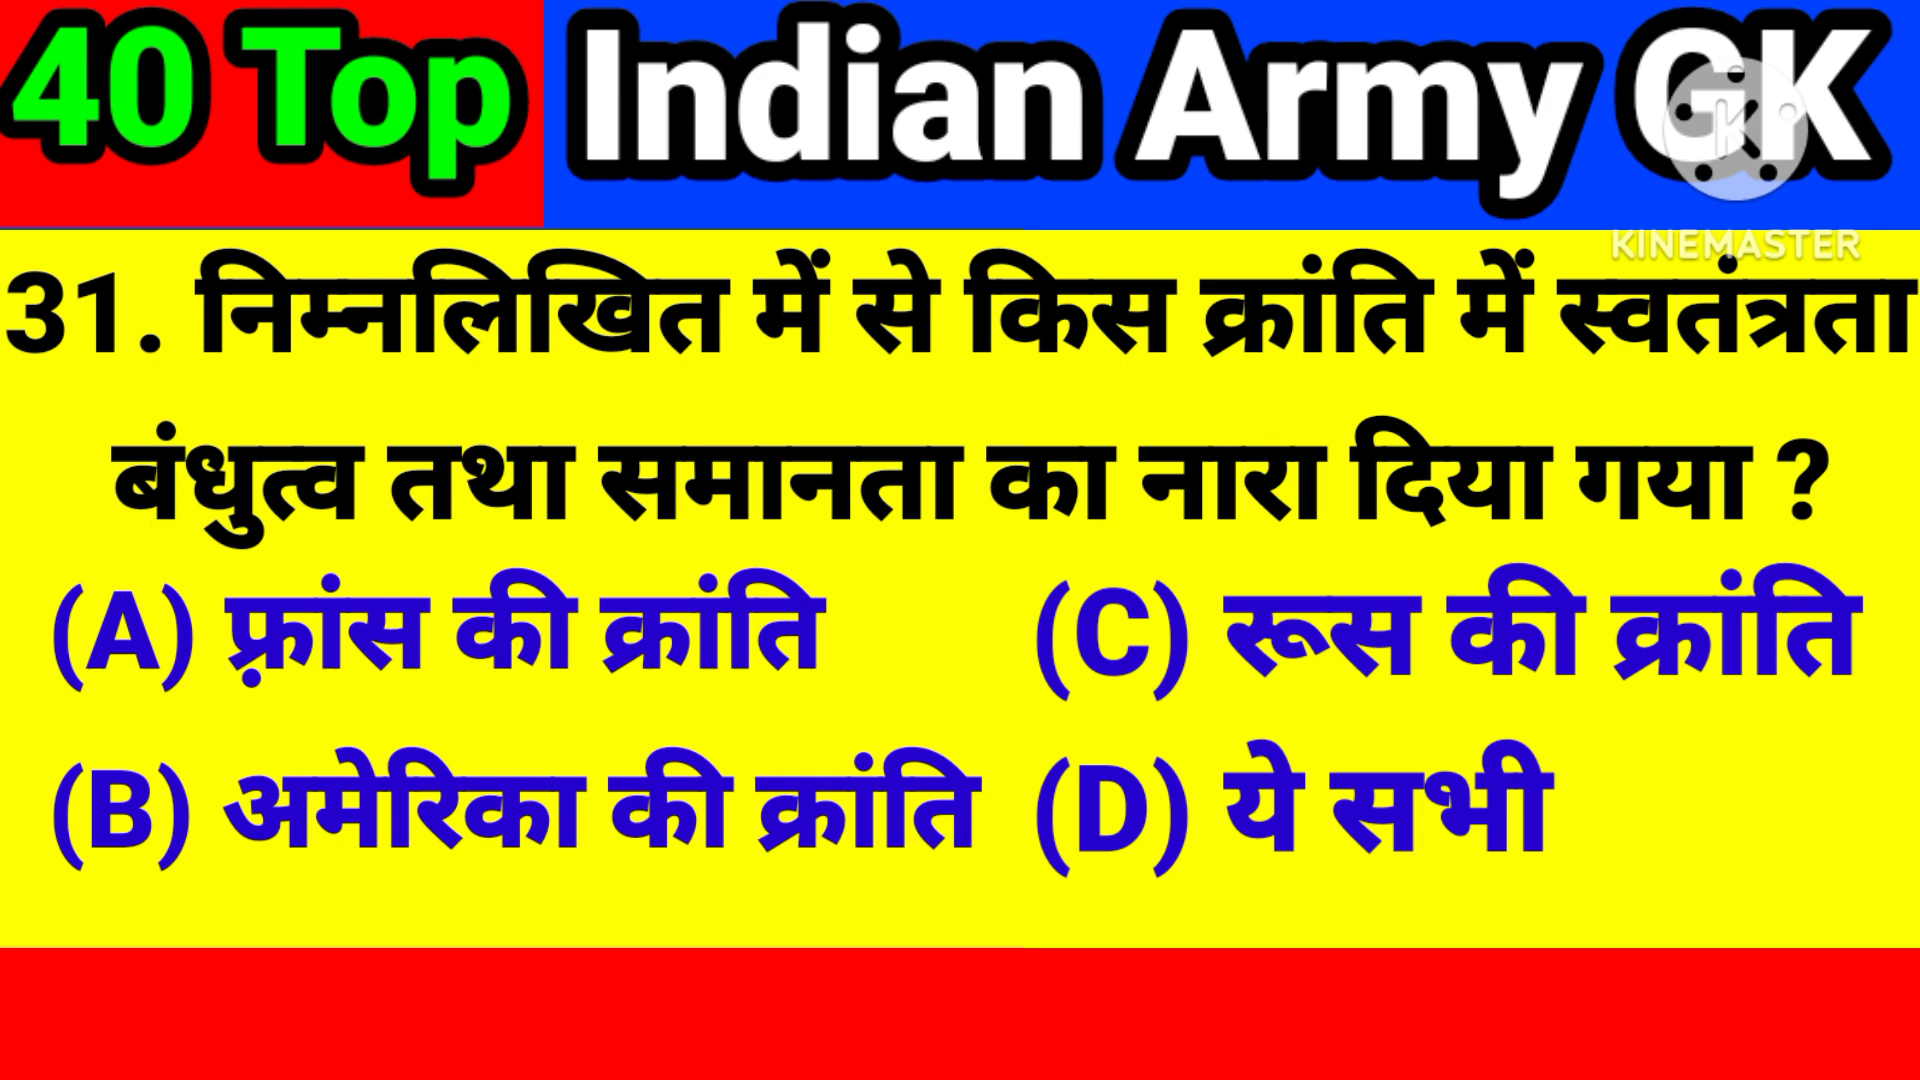 40 Top Indian Army GK
KINEMASTER
31. निम्नलिखित में से किस क्रांति में स्वतंत्रता
बंधुत्व तथा समानता का नारा दिया गया ?
(A) फ़्रांस की क्रांति (C) रूस की क्रांति
(B) अमेरिका की क्रांति (D) ये सभी